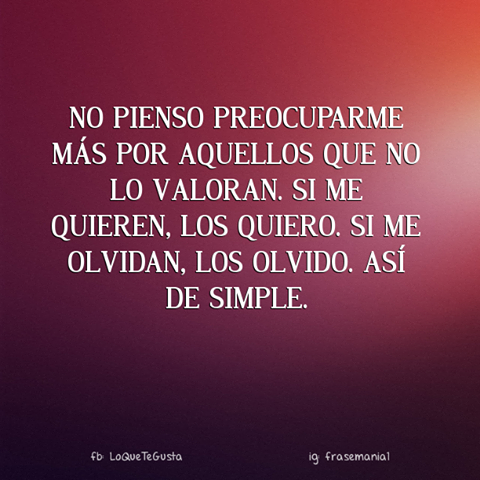 NO PIENSO PREOCUPARME
MÁS POR AQUELLOS QUE NO
LO VALORAN. SI ME
QUIEREN, LOS QUIERO. SI ME
OLVIDAN, LOS OLVIDO. ASÍ
DE SIMPLE.
fb: LoQueTeGusta
ig: frasemania1